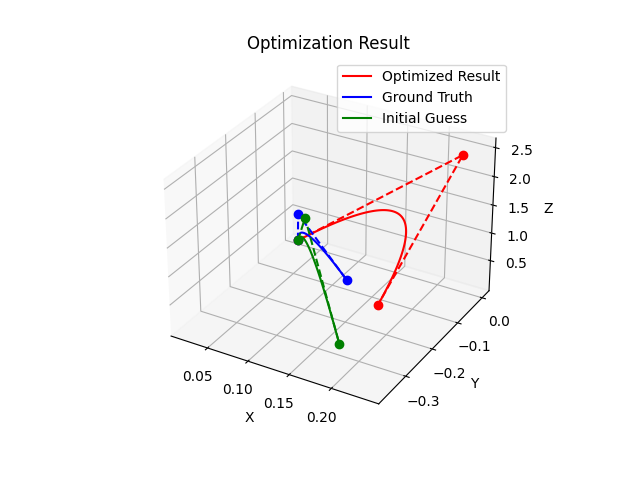 Optimization Result
Optimized Result
Ground Truth
Initial Guess
2.5
2.0
1.5
1.0
0.5
Z
0.0
−0.1
−0.2
−0.3
Y
0.05
0.10
0.15
0.20
X